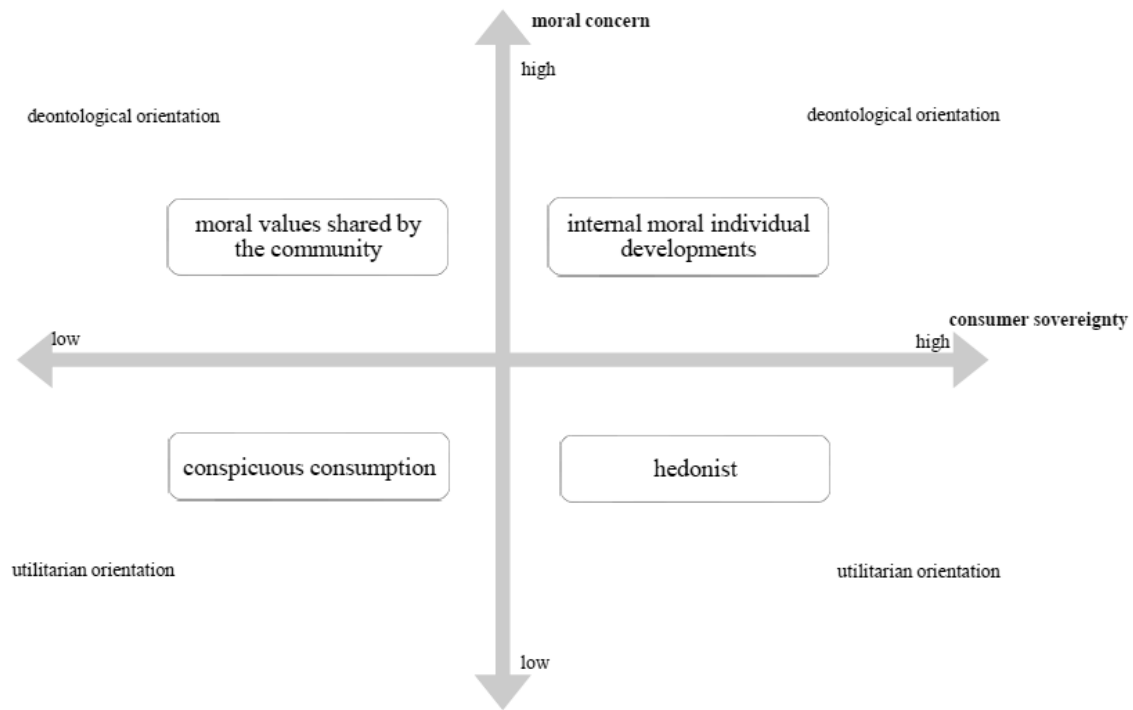 moral concern
high
deontological orientation
deontological orientation
moral values shared by
the community
internal moral individual
developments
consumer sovereignty
low
high
conspicuous consumption
hedonist
utilitarian orientation
utilitarian orientation
low